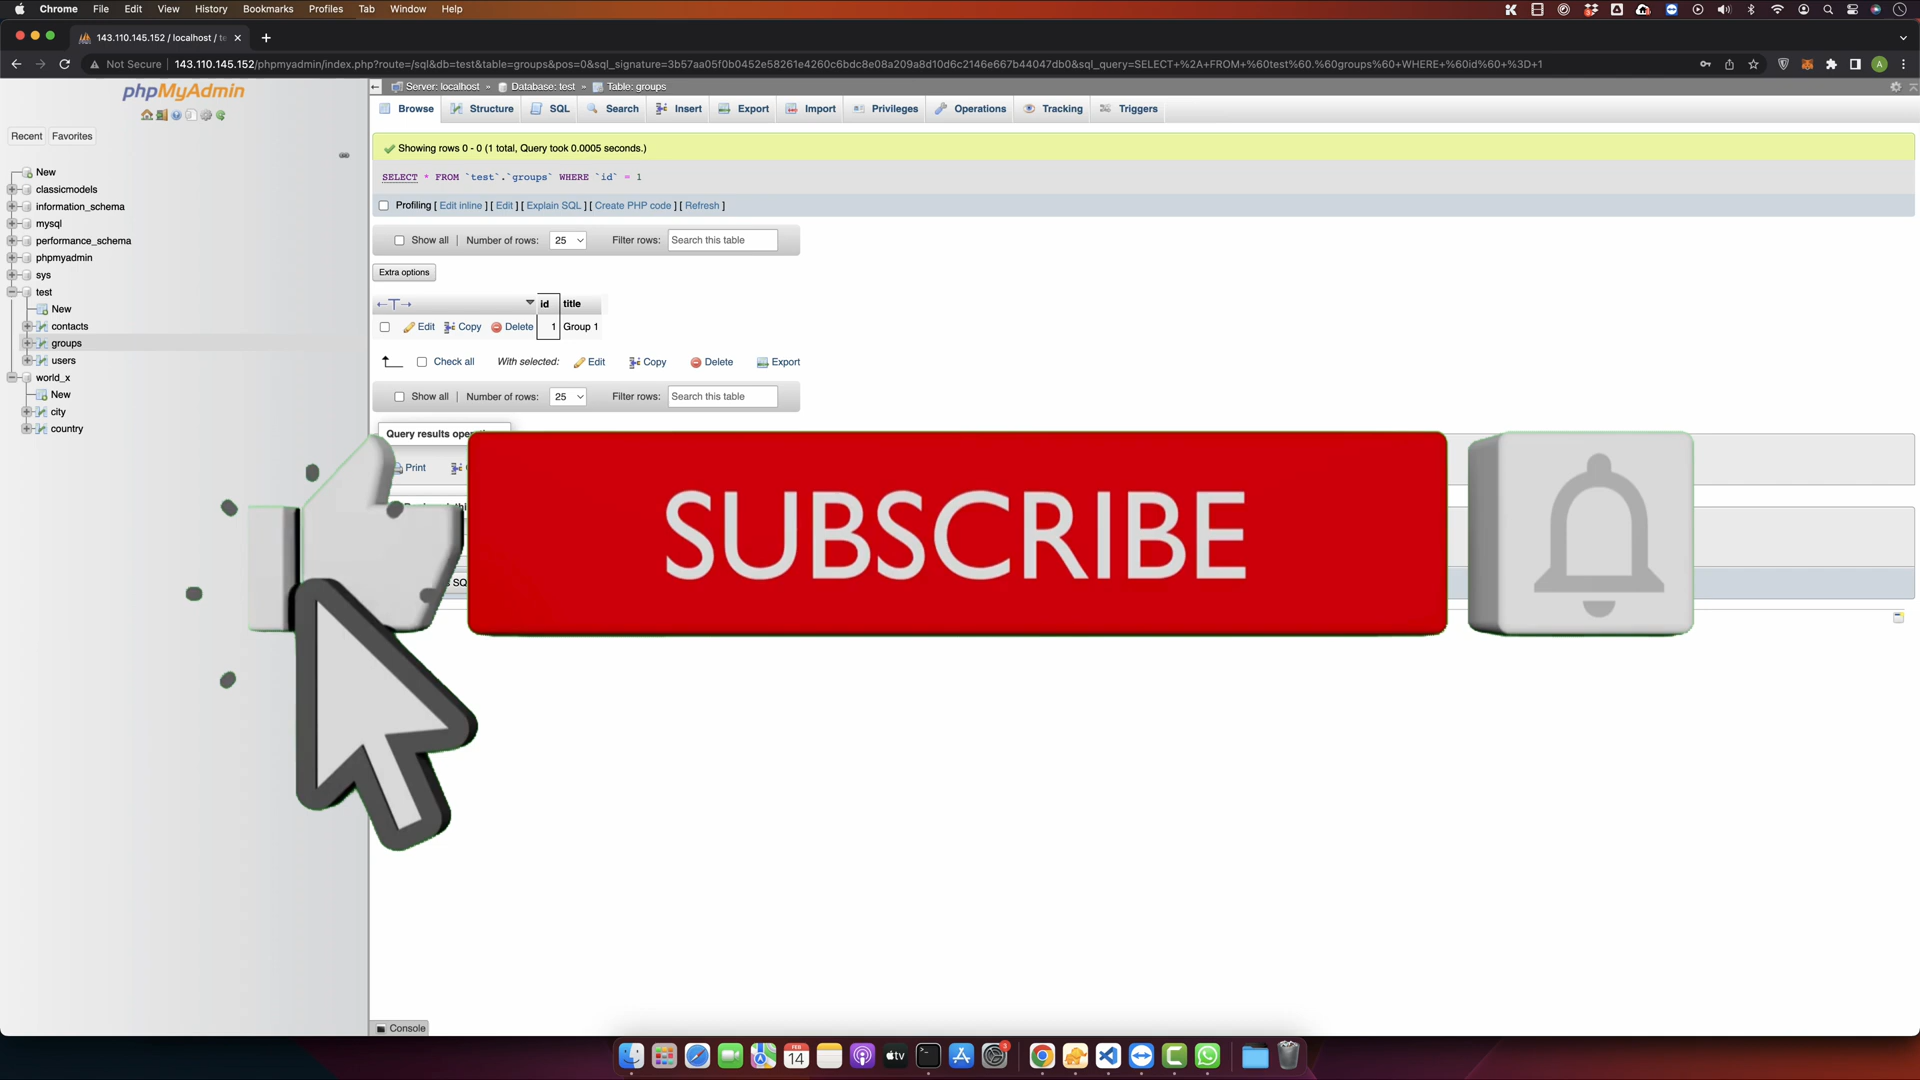 Chrome File Edit View History Bookmarks Profiles Tab Window Help
143.110.145.152 / localhost / te
Not Secure 143.110.145.152/phpmyadmin/index.php?route=/sql&db=test&table=groups&pos=0&sql_signature=3b57aa05f0b0452e58261e4260c6bdc8e08a209a8d10d6c2146e667b44047db0&sql_query=SELECT+%2A+FROM+%60test%60.%60groups%60+WHERE+%60id%60+%3D+1
phpMyAdmin
Recent Favorites
New
classicmodels
information_schema
mysql
performance_schema
phpmyadmin
sys
test
New
contacts
groups
users
world_x
New
city
country
Server: localhost » Database: test » Table: groups
Browse Structure SQL Search Insert Export Import Privileges Operations Tracking Triggers
Showing rows 0 - 0 (1 total, Query took 0.0005 seconds.)
SELECT * FROM `test`.`groups` WHERE `id` = 1
Profiling [ Edit inline ] [ Edit ] [ Explain SQL ] [ Create PHP code ] [ Refresh ]
Show all | Number of rows: 25 Filter rows: Search this table
Extra options
←T→ id title
Edit Copy Delete 1 Group 1
Check all With selected: Edit Copy Delete Export
Show all | Number of rows: 25 Filter rows: Search this table
Query results
Print
SUBSCRIBE
Console
FEB
14
tv
3
A